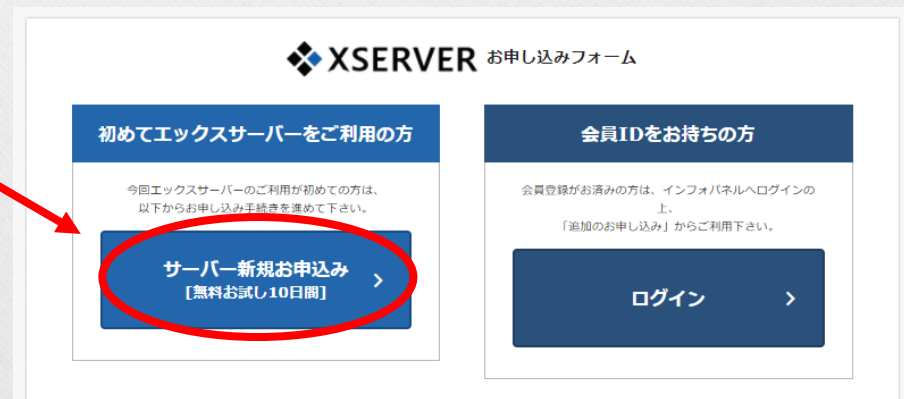 XSERVER お申し込みフォーム
初めてエックスサーバーをご利用の方
今回エックスサーバーのご利用が初めての方は、
以下からお申し込み手続きを進めて下さい。
サーバー新規お申込み
[無料お試し10日間]
会員IDをお持ちの方
会員登録がお済みの方は、インフォパネルへログインの
上、
「追加のお申し込み」からご利用下さい。
ログイン